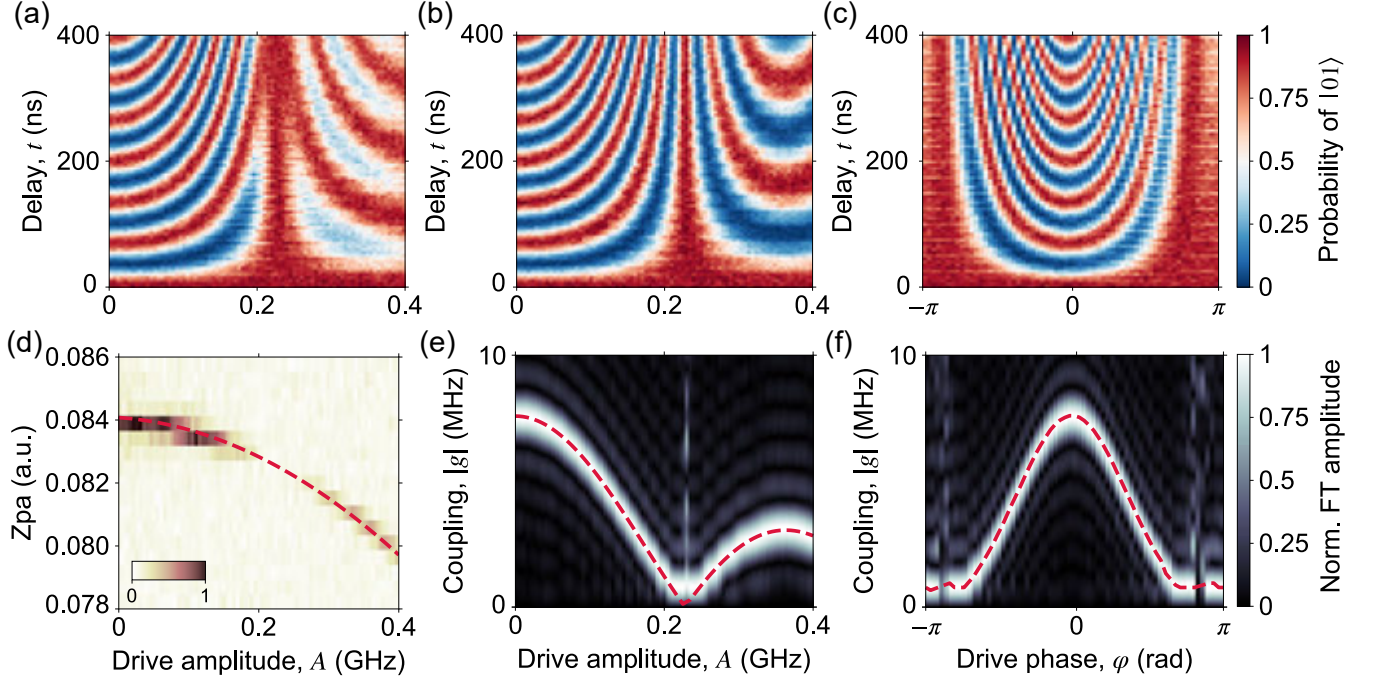 (a)
Delay, t (ns)
400
200
0
0
0.2
0.4
(b)
Delay, t (ns)
400
200
0
0
0.2
0.4
(c)
Delay, t (ns)
400
200
0
−π
0
π
1
0.75
0.5
0.25
0
Probability of |01⟩
(d)
Zpa (a.u.)
0.086
0.084
0.082
0.080
0.078
0
1
0
0.2
0.4
Drive amplitude, A (GHz)
(e)
Coupling, |g| (MHz)
10
0
0
0.2
0.4
Drive amplitude, A (GHz)
(f)
Coupling, |g| (MHz)
10
0
−π
0
π
Drive phase, φ (rad)
1
0.75
0.5
0.25
0
Norm. FT amplitude